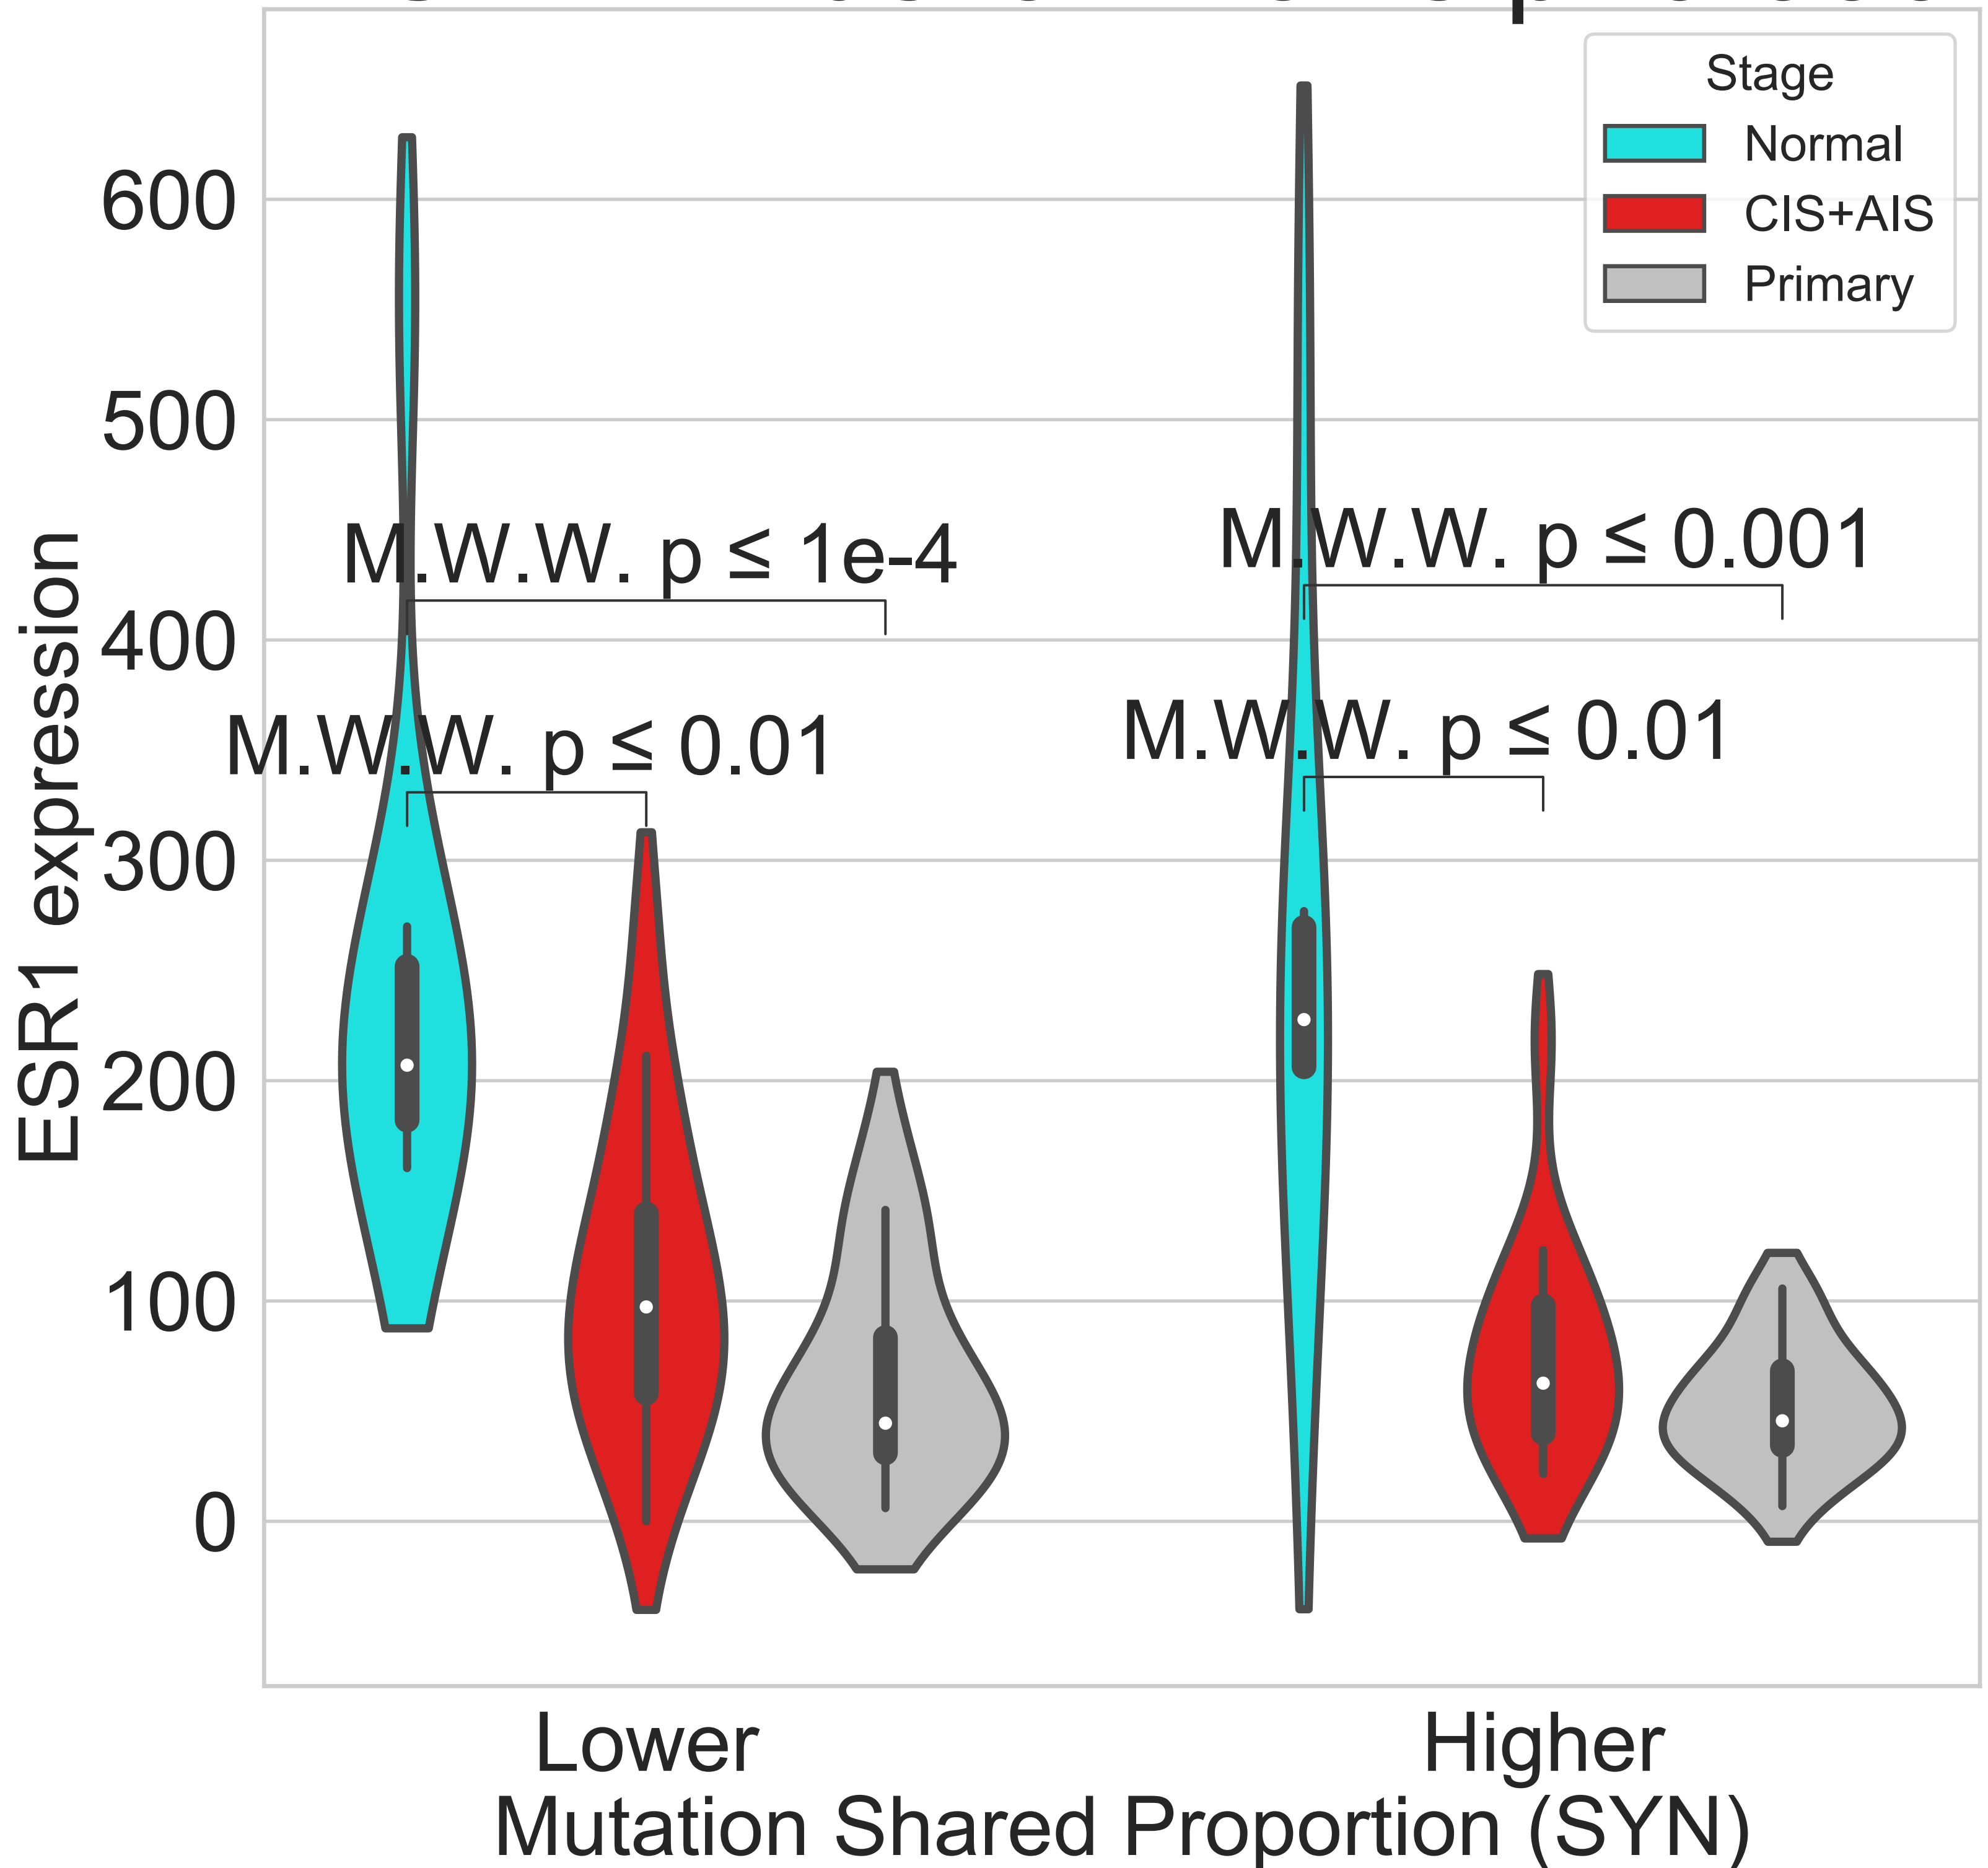 Stage
Normal
CIS+AIS
Primary
600
500
400
300
200
100
0
ESR1 expression
M.W.W. p ≤ 1e-4
M.W.W. p ≤ 0.001
M.W.W. p ≤ 0.01
M.W.W. p ≤ 0.01
Lower
Higher
Mutation Shared Proportion (SYN)